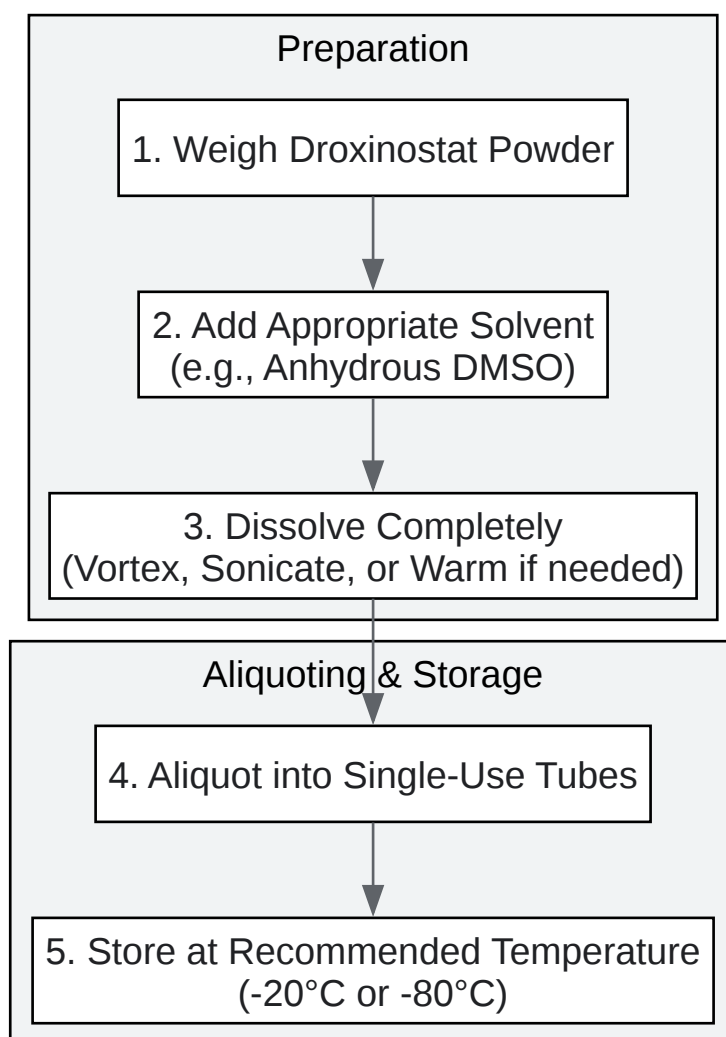 Preparation
1. Weigh Droxinostat Powder
2. Add Appropriate Solvent
(e.g., Anhydrous DMSO)
3. Dissolve Completely
(Vortex, Sonicate, or Warm if needed)
Aliquoting & Storage
4. Aliquot into Single-Use Tubes
5. Store at Recommended Temperature
(-20°C or -80°C)